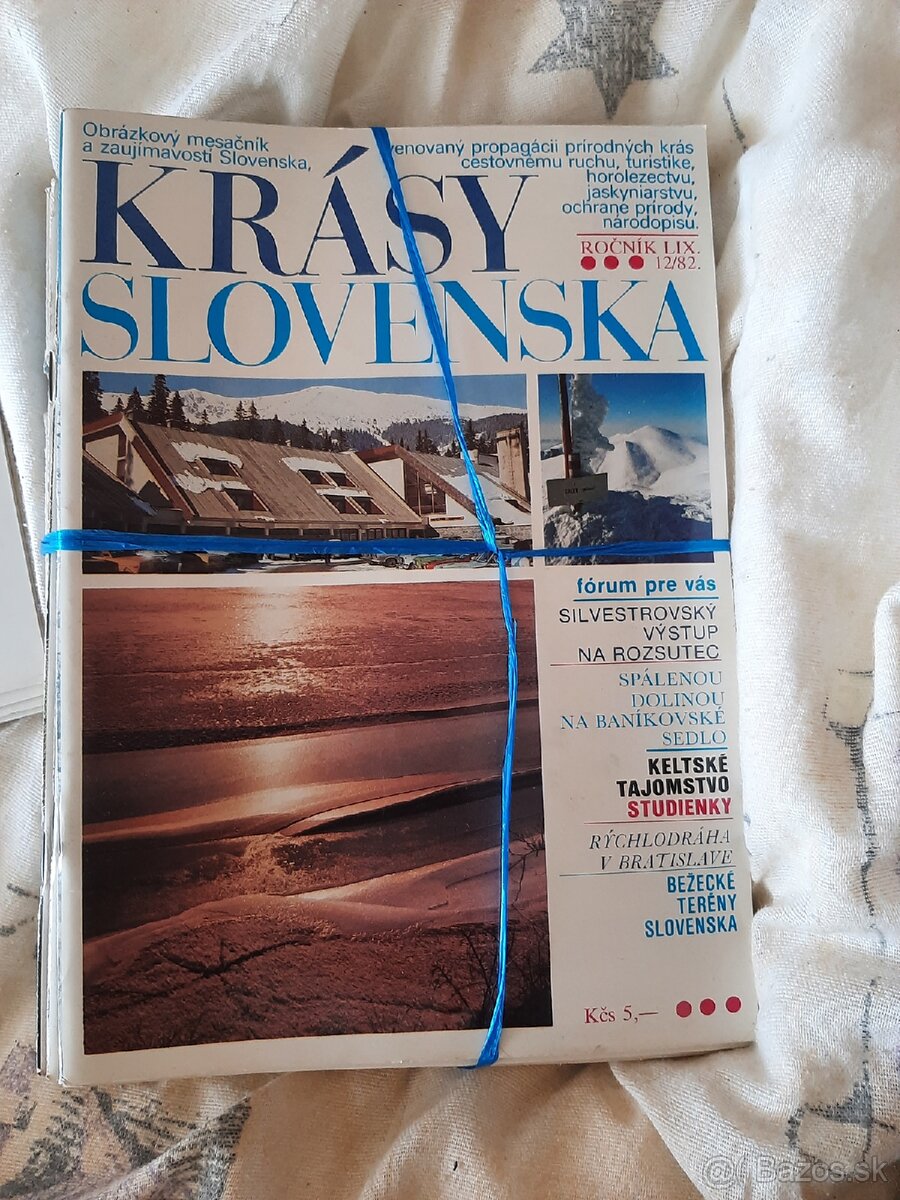 Obrázkový mesačník
a zaujímavostí Slovenska,
venovaný propagácii prírodných krás
cestovnému ruchu, turistike,
horolezectvu,
jaskyniarstvu,
ochrane prírody,
národopisu.
KRÁSY
SLOVENSKA
ROČNÍK LIX.
12/82.
fórum pre vás
SILVESTROVSKÝ
VÝSTUP
NA ROZSUTEC
SPÁLENOU
DOLINOU
NA BANÍKOVSKÉ
SEDLO
KELTSKÉ
TAJOMSTVO
STUDIENKY
RÝCHLODRÁHA
V BRATISLAVE
BEŽECKÉ
TERÉNY
SLOVENSKA
Kčs 5,—
@ Bazos.sk